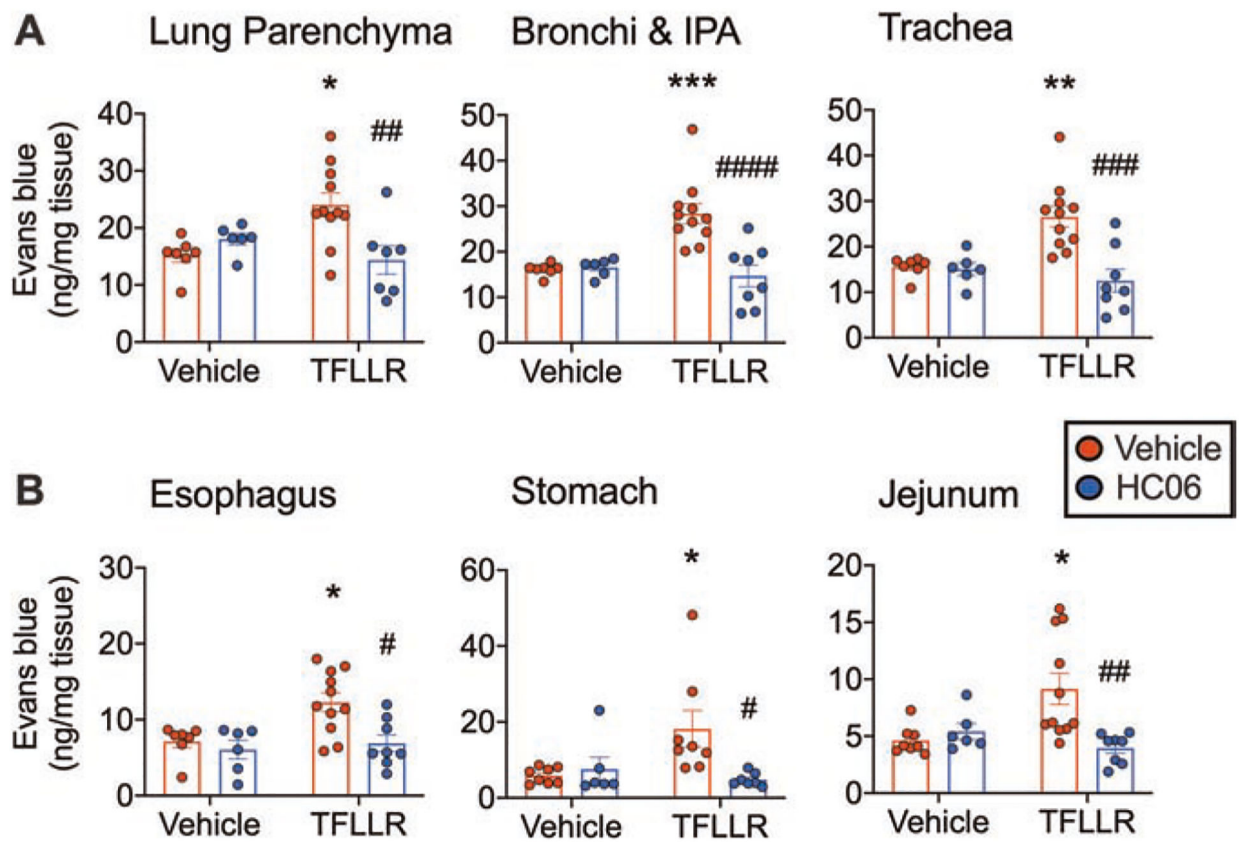 A
Lung Parenchyma
Bronchi & IPA
Trachea
Evans blue
(ng/mg tissue)
40
30
20
10
0
*
##
Vehicle
TFLLR
50
40
30
20
10
0
***
####
Vehicle
TFLLR
50
40
30
20
10
0
**
###
Vehicle
TFLLR
Vehicle
HC06
B
Esophagus
Stomach
Jejunum
Evans blue
(ng/mg tissue)
30
20
10
0
*
#
Vehicle
TFLLR
60
40
20
0
*
#
Vehicle
TFLLR
20
15
10
5
0
*
##
Vehicle
TFLLR